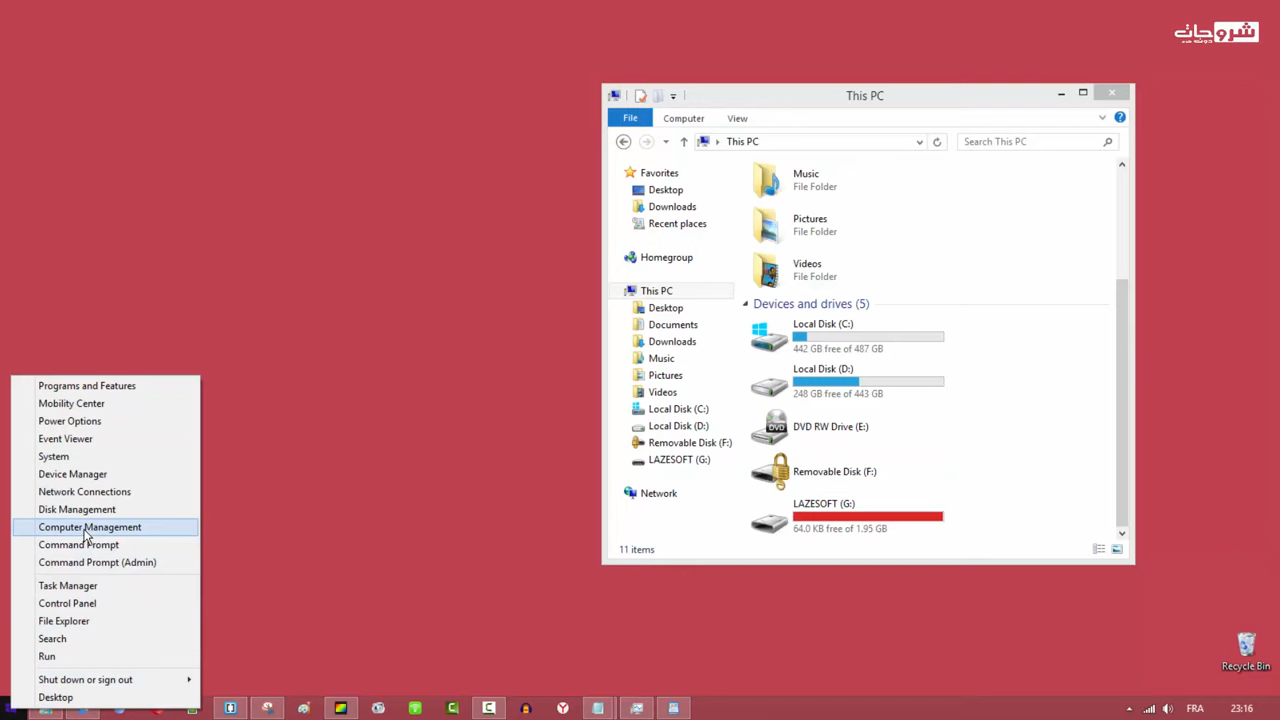 شروحات
This PC
File
Computer
View
This PC
Search This PC
Favorites
Desktop
Downloads
Recent places
Homegroup
This PC
Desktop
Documents
Downloads
Music
Pictures
Videos
Local Disk (C:)
Local Disk (D:)
Removable Disk (F:)
LAZESOFT (G:)
Network
Music
File Folder
Pictures
File Folder
Videos
File Folder
Devices and drives (5)
Local Disk (C:)
442 GB free of 487 GB
Local Disk (D:)
248 GB free of 443 GB
DVD
DVD RW Drive (E:)
Removable Disk (F:)
LAZESOFT (G:)
64.0 KB free of 1.95 GB
11 items
Programs and Features
Mobility Center
Power Options
Event Viewer
System
Device Manager
Network Connections
Disk Management
Computer Management
Command Prompt
Command Prompt (Admin)
Task Manager
Control Panel
File Explorer
Search
Run
Shut down or sign out
Desktop
Recycle Bin
FRA
23:16